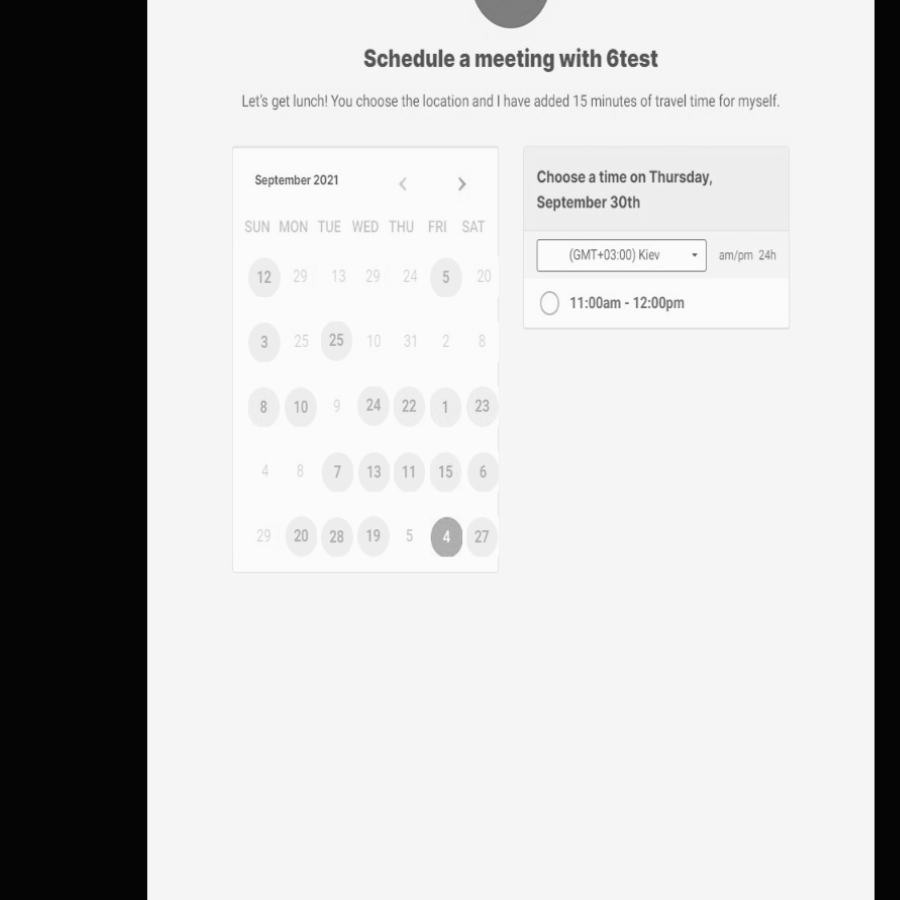 Schedule a meeting with 6test
Let's get lunch! You choose the location and I have added 15 minutes of travel time for myself.
September 2021
SUN MON TUE WED THU FRI SAT
12 29 13 29 24 5 20
3 25 25 10 31 2 8
8 10 9 24 22 1 23
4 8 7 13 11 15 6
29 20 28 19 5 4 27
Choose a time on Thursday,
September 30th
(GMT+03:00) Kiev am/pm 24h
11:00am - 12:00pm